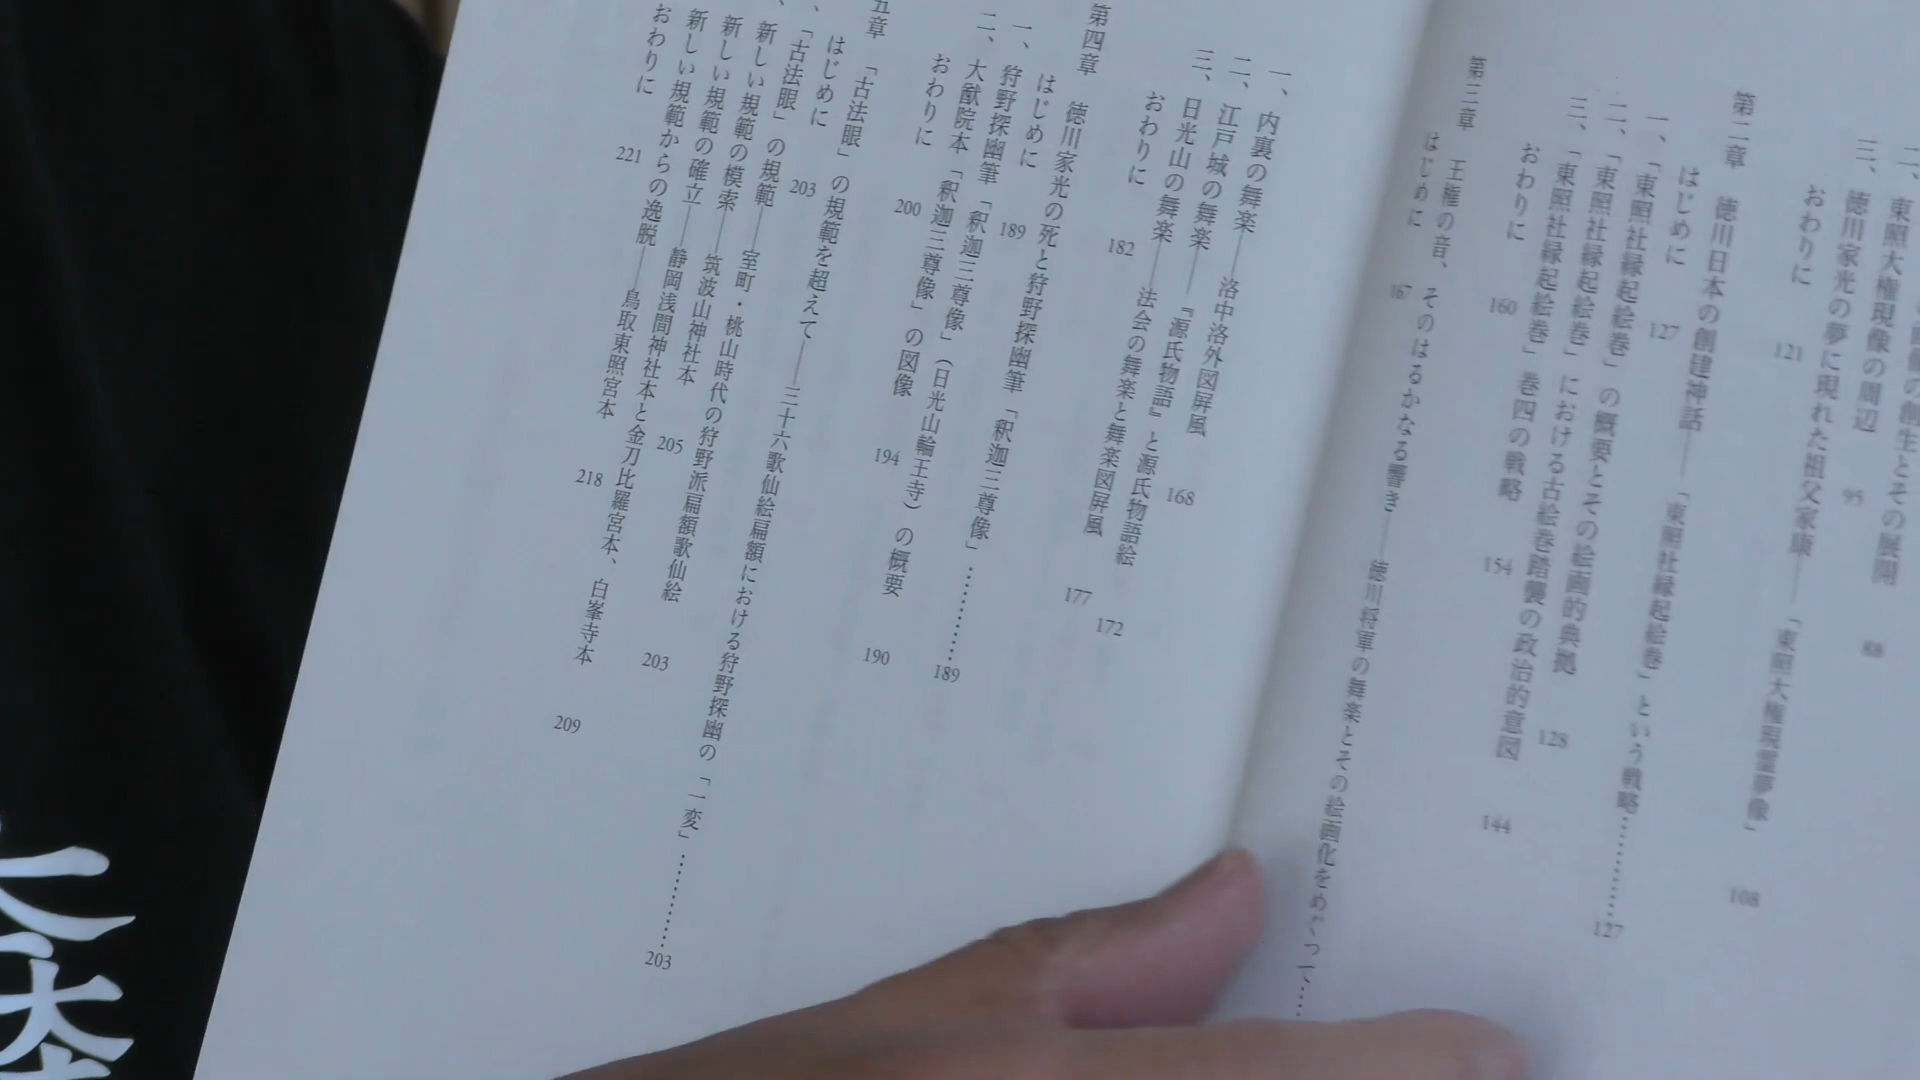 東照大権現像の周辺 88
三、徳川家光の夢に現れた祖父家康――「東照大権現霊夢像」 108
おわりに 121
第二章 徳川日本の創建神話――「東照社縁起絵巻」という戦略………127
はじめに 127
一、「東照社縁起絵巻」の概要とその絵画的典拠 128
二、「東照社縁起絵巻」における古絵巻踏襲の政治的意図 144
三、「東照社縁起絵巻」巻四の戦略 154
おわりに 160
第三章 王権の音、そのはるかなる響き――徳川将軍の舞楽とその絵画化をめぐって……
はじめに 167
一、内裏の舞楽――洛中洛外図屏風 168
二、江戸城の舞楽――『源氏物語』と源氏物語絵 172
三、日光山の舞楽――法会の舞楽と舞楽図屏風 177
おわりに 182
第四章 徳川家光の死と狩野探幽筆「釈迦三尊像」…………189
はじめに 189
一、狩野探幽筆「釈迦三尊像」(日光山輪王寺)の概要 190
二、大猷院本「釈迦三尊像」の図像 194
おわりに 200
五章 「古法眼」の規範を超えて――三十六歌仙絵扁額における狩野探幽の「一変」…………203
はじめに 203
、「古法眼」の規範――室町・桃山時代の狩野派扁額歌仙絵 203
、新しい規範の模索――筑波山神社本 205
新しい規範の確立――静岡浅間神社本と金刀比羅宮本、白峯寺本 209
新しい規範からの逸脱――鳥取東照宮本 218
おわりに 221